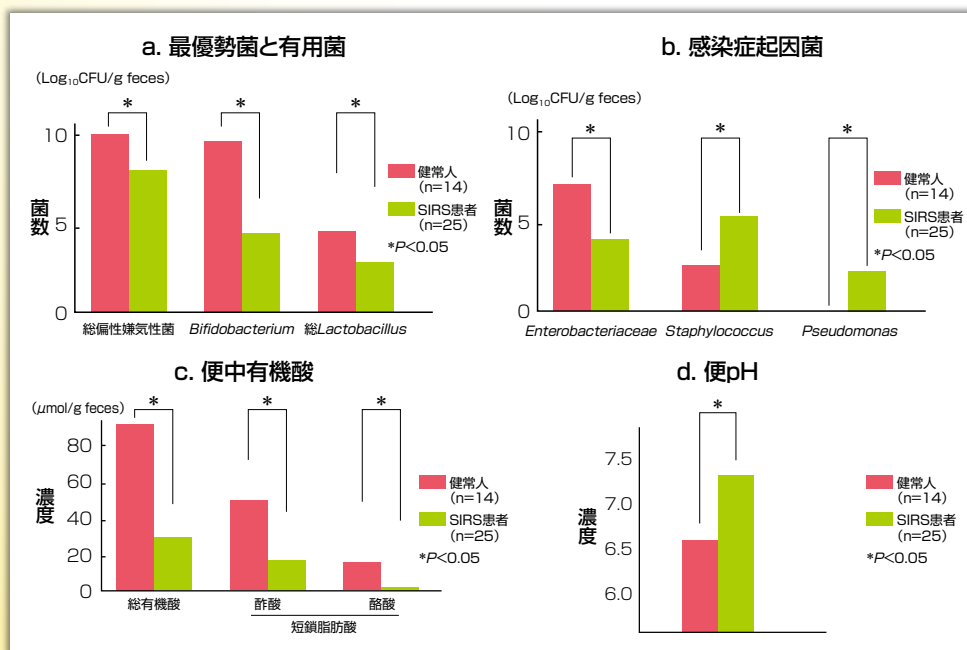 a. 最優勢菌と有用菌
(Log₁₀CFU/g feces)
* * *
10
5
0
菌数
健常人
(n=14)
SIRS患者
(n=25)
*P<0.05
総偏性嫌気性菌 Bifidobacterium 総Lactobacillus
b. 感染症起因菌
(Log₁₀CFU/g feces)
* * *
10
5
0
菌数
健常人
(n=14)
SIRS患者
(n=25)
*P<0.05
Enterobacteriaceae Staphylococcus Pseudomonas
c. 便中有機酸
(μmol/g feces)
* * *
80
60
40
20
0
濃度
健常人
(n=14)
SIRS患者
(n=25)
*P<0.05
総有機酸 酢酸 酪酸
短鎖脂肪酸
d. 便pH
*
7.5
7.0
6.5
6.0
濃度
健常人
(n=14)
SIRS患者
(n=25)
*P<0.05